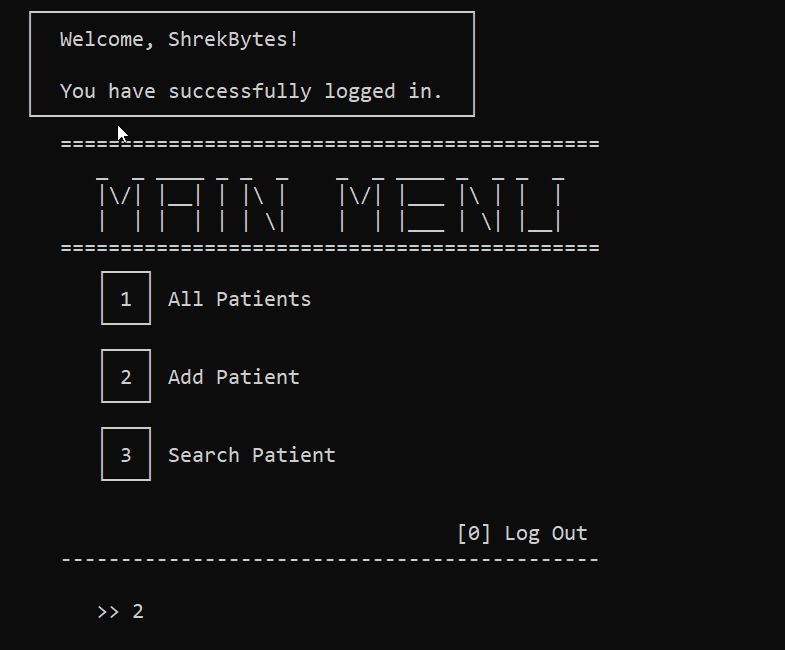 Welcome, ShrekBytes!
You have successfully logged in.
=============================================
MAIN MENU
=============================================
1 All Patients
2 Add Patient
3 Search Patient
[0] Log Out
---------------------------------------------
>> 2